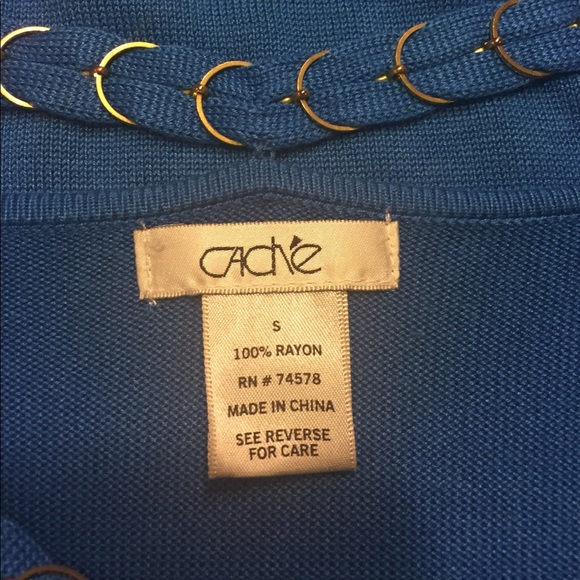 CAché
S
100% RAYON
RN # 74578
MADE IN CHINA
SEE REVERSE
FOR CARE